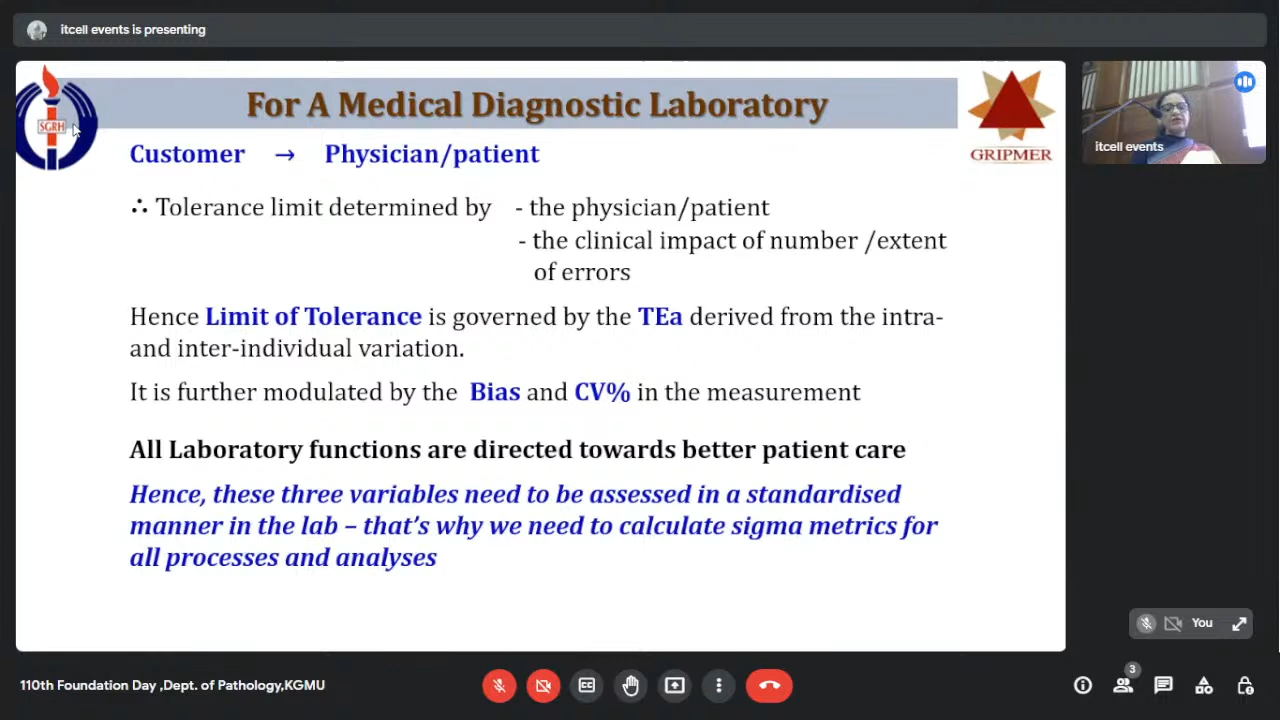 itcell events is presenting
SGRH
For A Medical Diagnostic Laboratory
GRIPMER
Customer → Physician/patient
∴ Tolerance limit determined by - the physician/patient
- the clinical impact of number /extent
of errors
Hence Limit of Tolerance is governed by the TEa derived from the intra-
and inter-individual variation.
It is further modulated by the Bias and CV% in the measurement
All Laboratory functions are directed towards better patient care
Hence, these three variables need to be assessed in a standardised
manner in the lab – that's why we need to calculate sigma metrics for
all processes and analyses
itcell events
You
110th Foundation Day ,Dept. of Pathology,KGMU
3